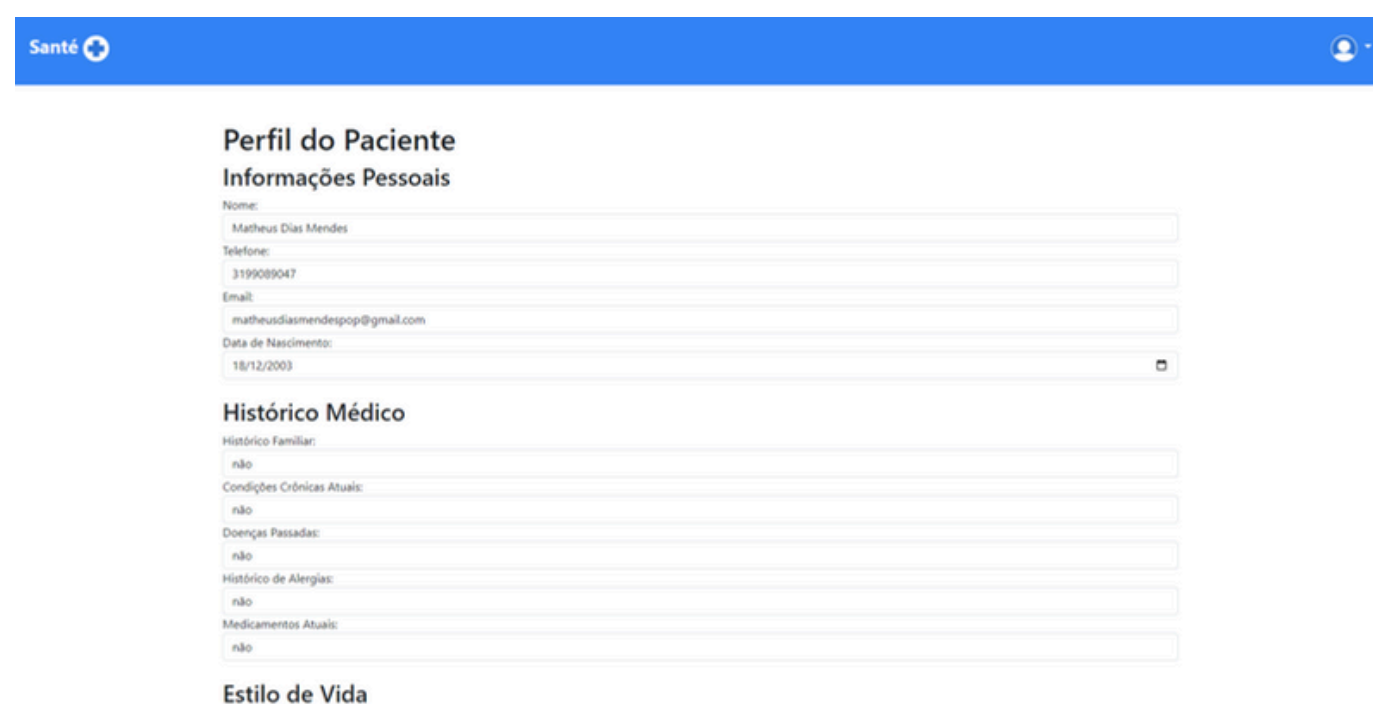 Santé
Perfil do Paciente
Informações Pessoais
Nome:
Matheus Dias Mendes
Telefone:
3199089047
Email:
matheusdiasmendespop@gmail.com
Data de Nascimento:
18/12/2003
Histórico Médico
Histórico Familiar:
não
Condições Crônicas Atuais:
não
Doenças Passadas:
não
Histórico de Alergias:
não
Medicamentos Atuais:
não
Estilo de Vida